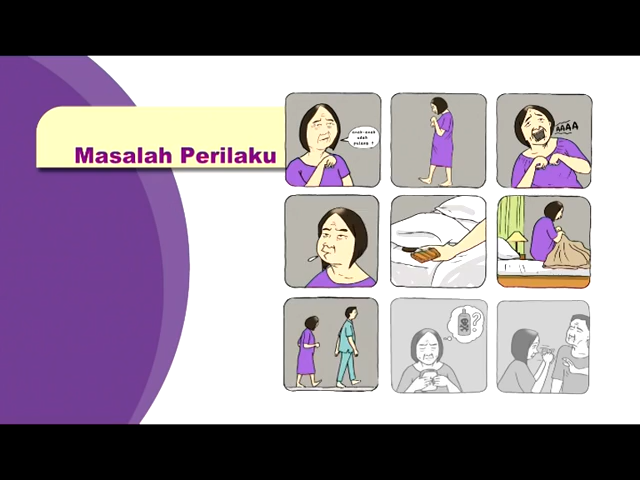 Masalah Perilaku
anak-anak
udah
pulang ?
AAAA
?